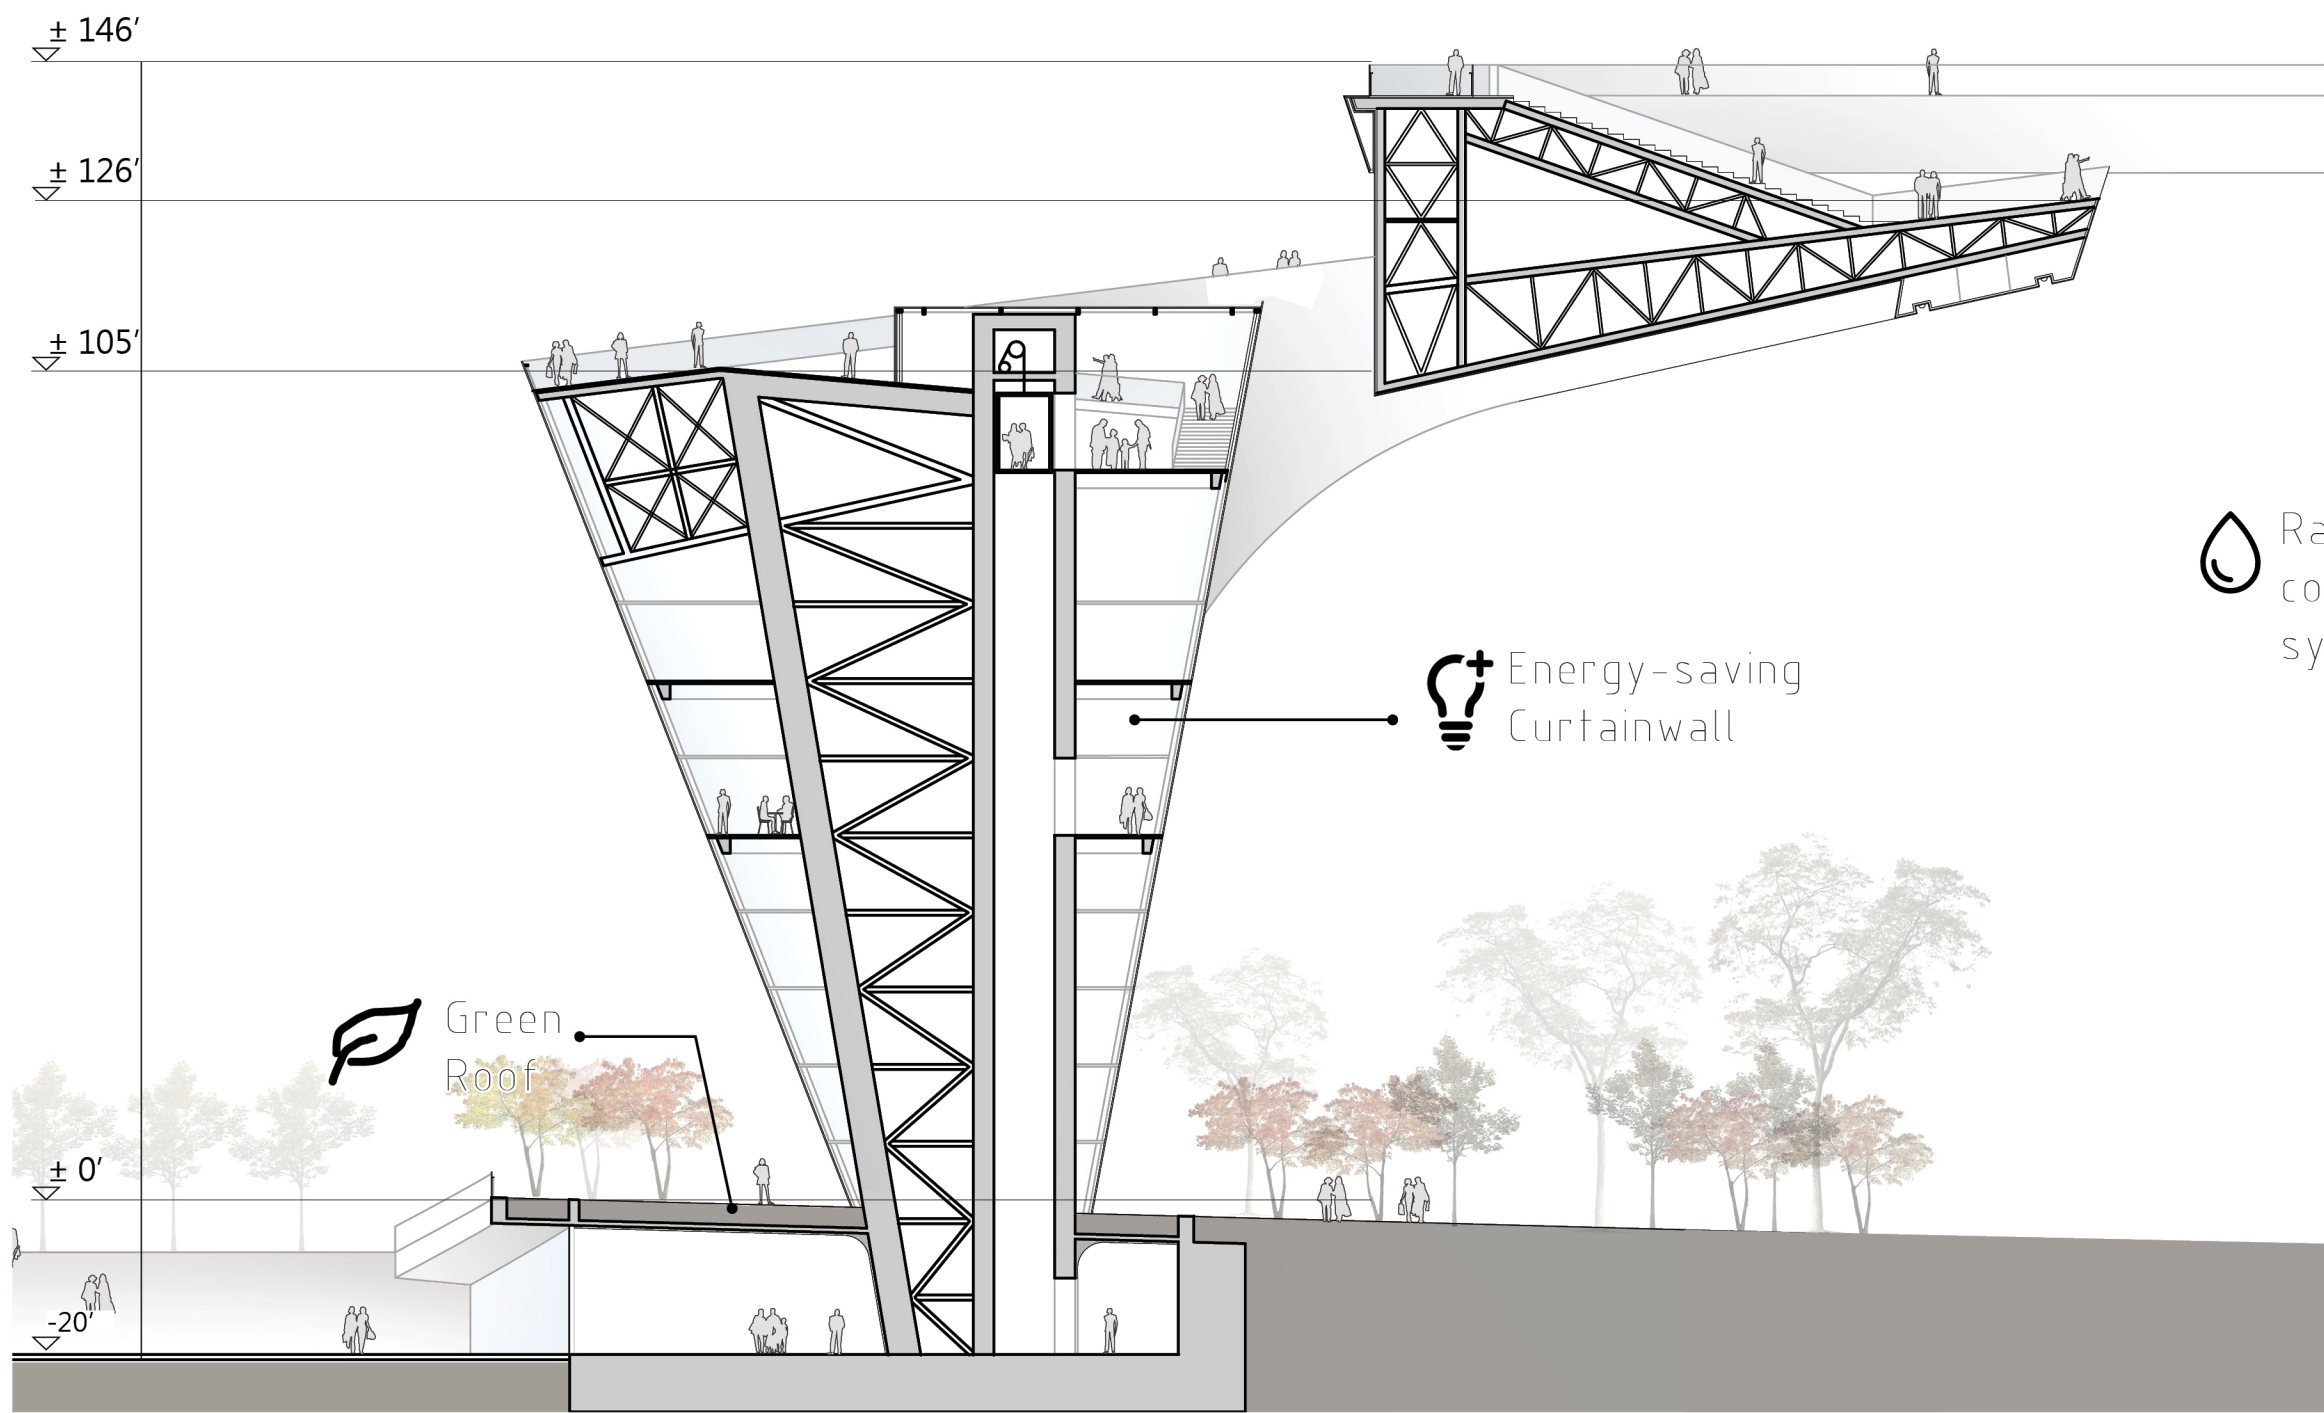 ± 146′
± 126′
± 105′
Energy-saving
Curtainwall
Green
Roof
± 0′
-20′